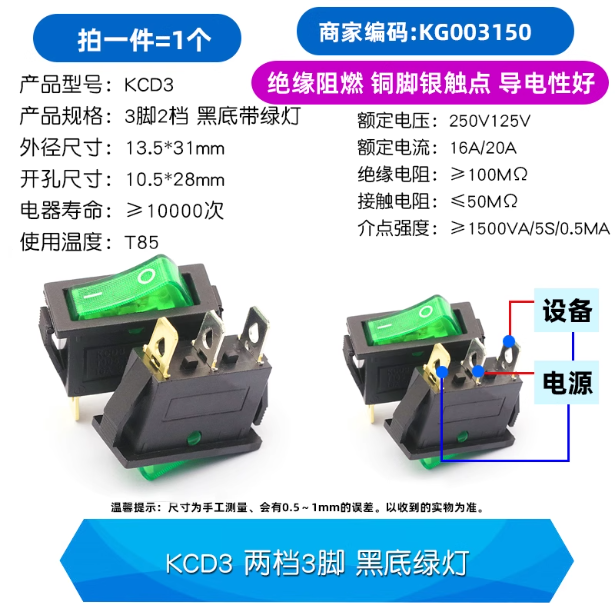 拍一件=1个
商家编码:KG003150
绝缘阻燃 铜脚银触点 导电性好
产品型号： KCD3
产品规格： 3脚2档 黑底带绿灯
外径尺寸： 13.5*31mm
开孔尺寸： 10.5*28mm
电器寿命： ≥10000次
使用温度： T85
额定电压： 250V125V
额定电流： 16A/20A
绝缘电阻： ≥100MΩ
接触电阻： ≤50MΩ
介点强度： ≥1500VA/5S/0.5MA
设备
电源
温馨提示：尺寸为手工测量、会有0.5～1mm的误差。以收到的实物为准。
KCD3 两档3脚 黑底绿灯